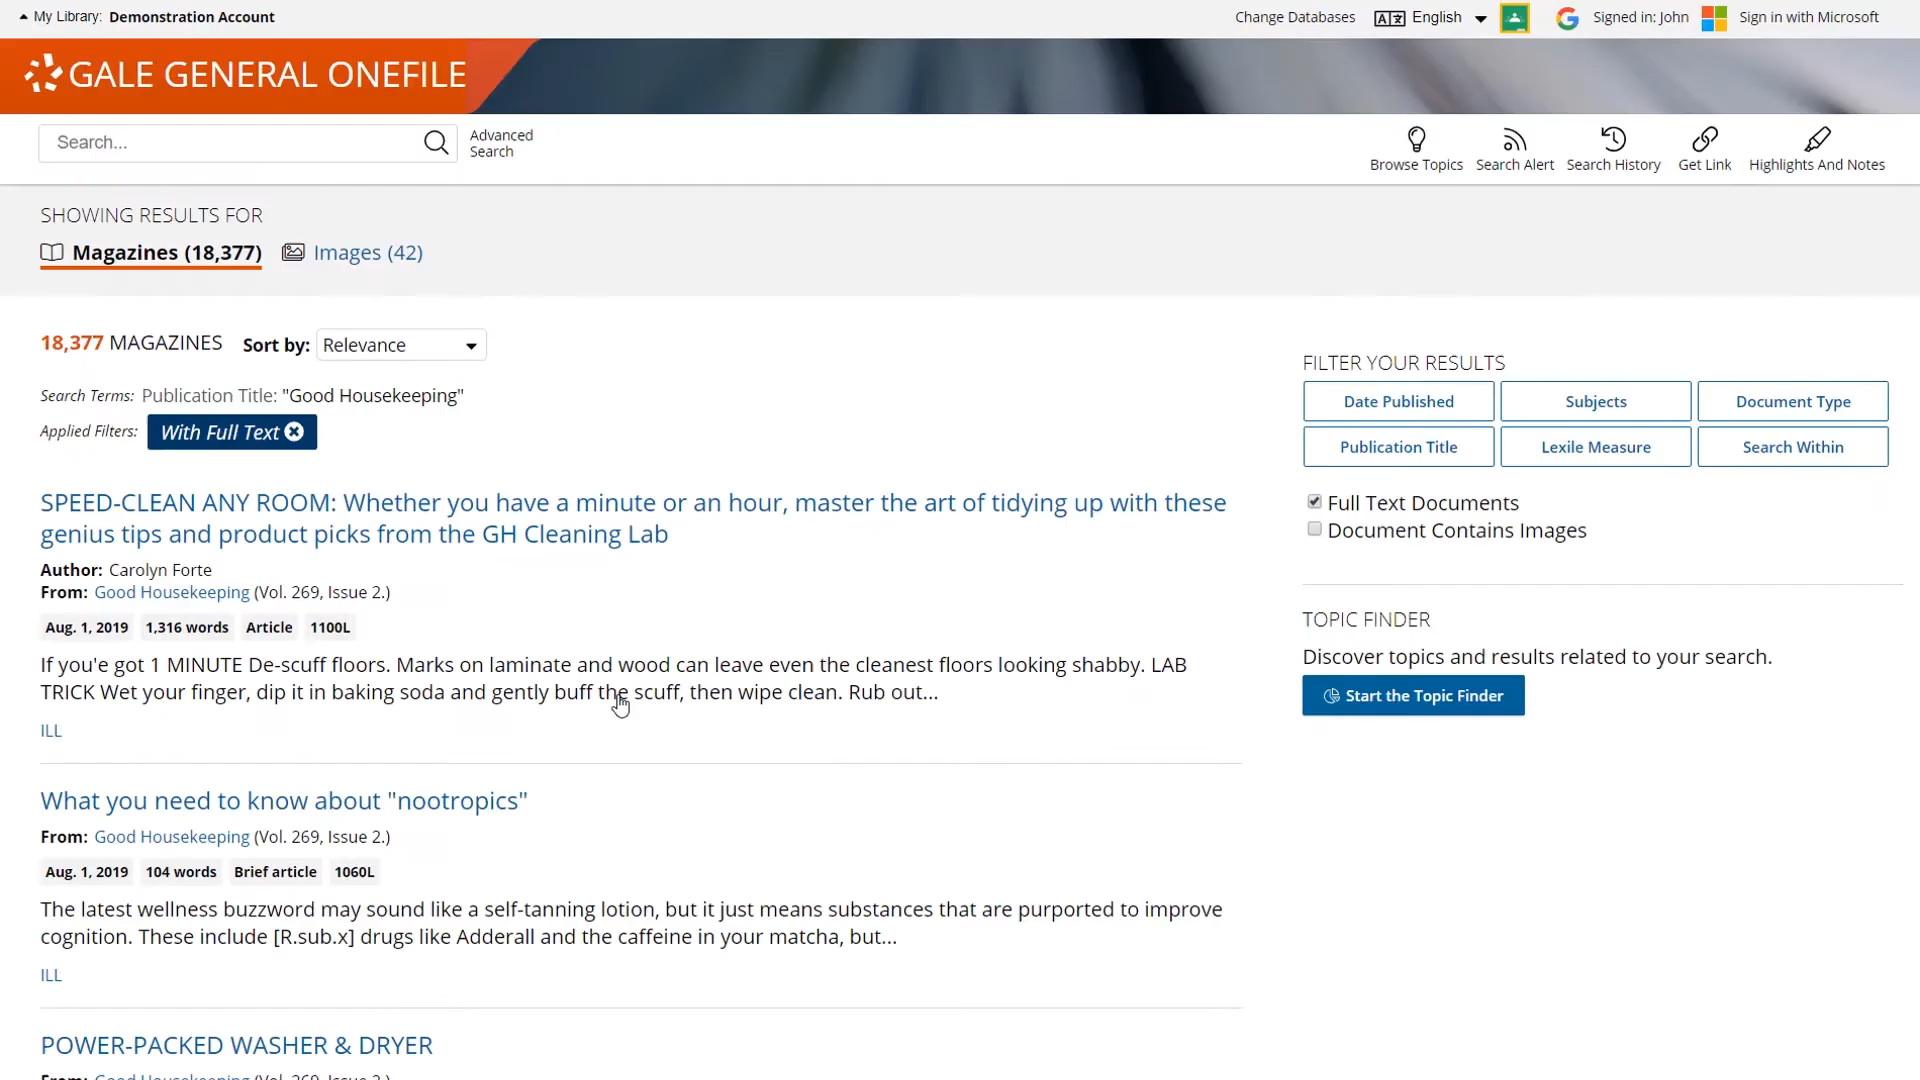 My Library: Demonstration Account
Change Databases
English
Signed in: John
Sign in with Microsoft
GALE GENERAL ONEFILE
Search...
Advanced
Search
Browse Topics
Search Alert
Search History
Get Link
Highlights And Notes
SHOWING RESULTS FOR
Magazines (18,377)
Images (42)
18,377 MAGAZINES
Sort by: Relevance
Search Terms: Publication Title: "Good Housekeeping"
Applied Filters: With Full Text
SPEED-CLEAN ANY ROOM: Whether you have a minute or an hour, master the art of tidying up with these
genius tips and product picks from the GH Cleaning Lab
Author: Carolyn Forte
From: Good Housekeeping (Vol. 269, Issue 2.)
Aug. 1, 2019 1,316 words Article 1100L
If you'e got 1 MINUTE De-scuff floors. Marks on laminate and wood can leave even the cleanest floors looking shabby. LAB
TRICK Wet your finger, dip it in baking soda and gently buff the scuff, then wipe clean. Rub out...
ILL
What you need to know about "nootropics"
From: Good Housekeeping (Vol. 269, Issue 2.)
Aug. 1, 2019 104 words Brief article 1060L
The latest wellness buzzword may sound like a self-tanning lotion, but it just means substances that are purported to improve
cognition. These include [R.sub.x] drugs like Adderall and the caffeine in your matcha, but...
ILL
POWER-PACKED WASHER & DRYER
From: Good Housekeeping (Vol. 269, Issue 2.)
FILTER YOUR RESULTS
Date Published
Subjects
Document Type
Publication Title
Lexile Measure
Search Within
Full Text Documents
Document Contains Images
TOPIC FINDER
Discover topics and results related to your search.
Start the Topic Finder